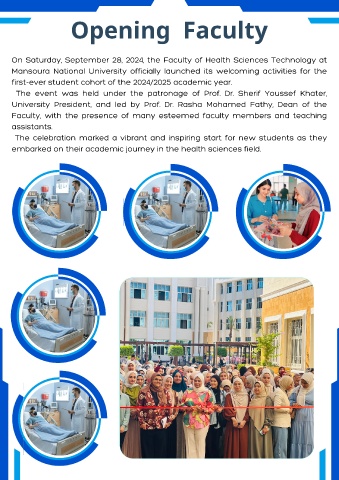 Opening Faculty
On Saturday, September 28, 2024, the Faculty of Health Sciences Technology at
Mansoura National University officially launched its welcoming activities for the
first-ever student cohort of the 2024/2025 academic year.
The event was held under the patronage of Prof. Dr. Sherif Youssef Khater,
University President, and led by Prof. Dr. Rasha Mohamed Fathy, Dean of the
Faculty, with the presence of many esteemed faculty members and teaching
assistants.
The celebration marked a vibrant and inspiring start for new students as they
embarked on their academic journey in the health sciences field.